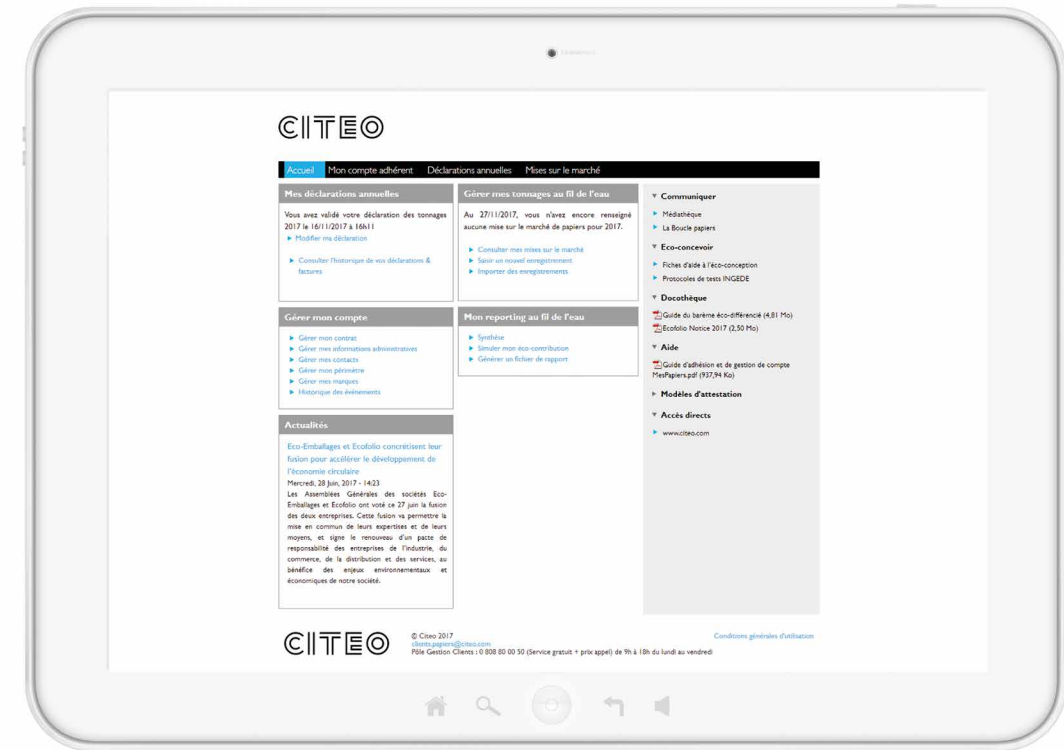 CITEO
Accueil Mon compte adhérent Déclarations annuelles Mises sur le marché
Mes déclarations annuelles
Vous avez validé votre déclaration des tonnages
2017 le 16/11/2017 à 16h11
Modifier ma déclaration
Consulter l'historique de vos déclarations &
factures
Gérer mes tonnages au fil de l'eau
Au 27/11/2017, vous n'avez encore renseigné
aucune mise sur le marché de papiers pour 2017.
Consulter mes mises sur le marché
Saisir un nouvel enregistrement
Importer des enregistrements
Gérer mon compte
Gérer mon contrat
Gérer mes informations administratives
Gérer mes contacts
Gérer mon périmètre
Gérer mes marques
Historique des événements
Mon reporting au fil de l'eau
Synthèse
Simuler mon éco-contribution
Générer un fichier de rapport
Actualités
Eco-Emballages et Ecofolio concrétisent leur
fusion pour accélérer le développement de
l'économie circulaire
Mercredi, 28 Juin, 2017 - 14:23
Les Assemblées Générales des sociétés Eco-
Emballages et Ecofolio ont voté ce 27 juin la fusion
des deux entreprises. Cette fusion va permettre la
mise en commun de leurs expertises et de leurs
moyens, et signe le renouveau d'un pacte de
responsabilité des entreprises de l'industrie, du
commerce, de la distribution et des services, au
bénéfice des enjeux environnementaux et
économiques de notre société.
Communiquer
Médiathèque
La Boucle papiers
Eco-concevoir
Fiches d'aide à l'éco-conception
Protocoles de tests INGEDE
Docothèque
Guide du barème éco-différencié (4,81 Mo)
Ecofolio Notice 2017 (2,50 Mo)
Aide
Guide d'adhésion et de gestion de compte
MesPapiers.pdf (937,94 Ko)
Modèles d'attestation
Accès directs
www.citeo.com
CITEO
© Citeo 2017
clients.papiers@citeo.com
Pôle Gestion Clients : 0 808 80 00 50 (Service gratuit + prix appel) de 9h à 18h du lundi au vendredi
Conditions générales d'utilisation